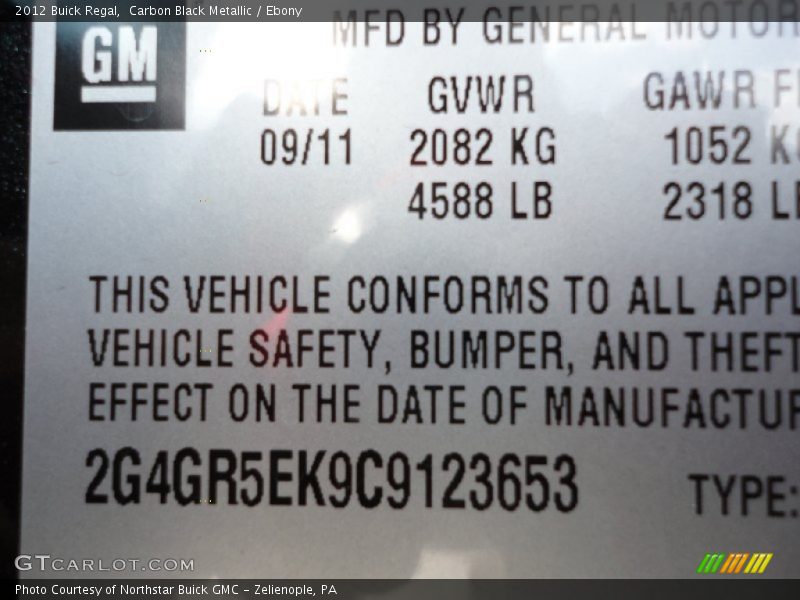 2012 Buick Regal, Carbon Black Metallic / Ebony
GM
MFD BY GENERAL MOTOR
DATE GVWR GAWR F
09/11 2082 KG 1052 K
4588 LB 2318 L
THIS VEHICLE CONFORMS TO ALL APPL
VEHICLE SAFETY, BUMPER, AND THEFT
EFFECT ON THE DATE OF MANUFACTUR
2G4GR5EK9C9123653
TYPE:
GTCARLOT.COM
Photo Courtesy of Northstar Buick GMC – Zelienople, PA